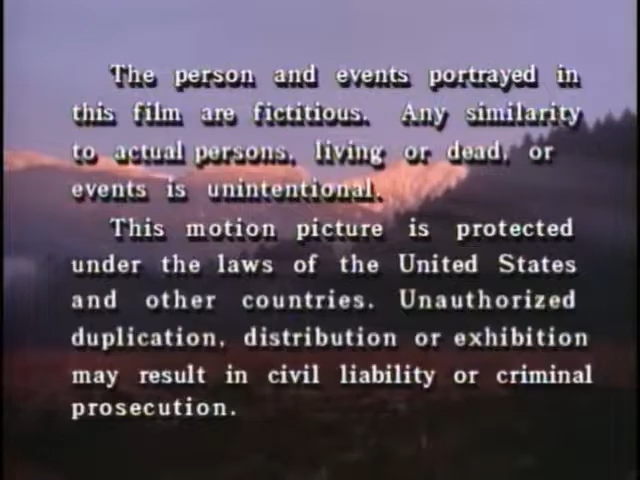 The person and events portrayed in
this film are fictitious. Any similarity
to actual persons, living or dead, or
events is unintentional.
This motion picture is protected
under the laws of the United States
and other countries. Unauthorized
duplication, distribution or exhibition
may result in civil liability or criminal
prosecution.